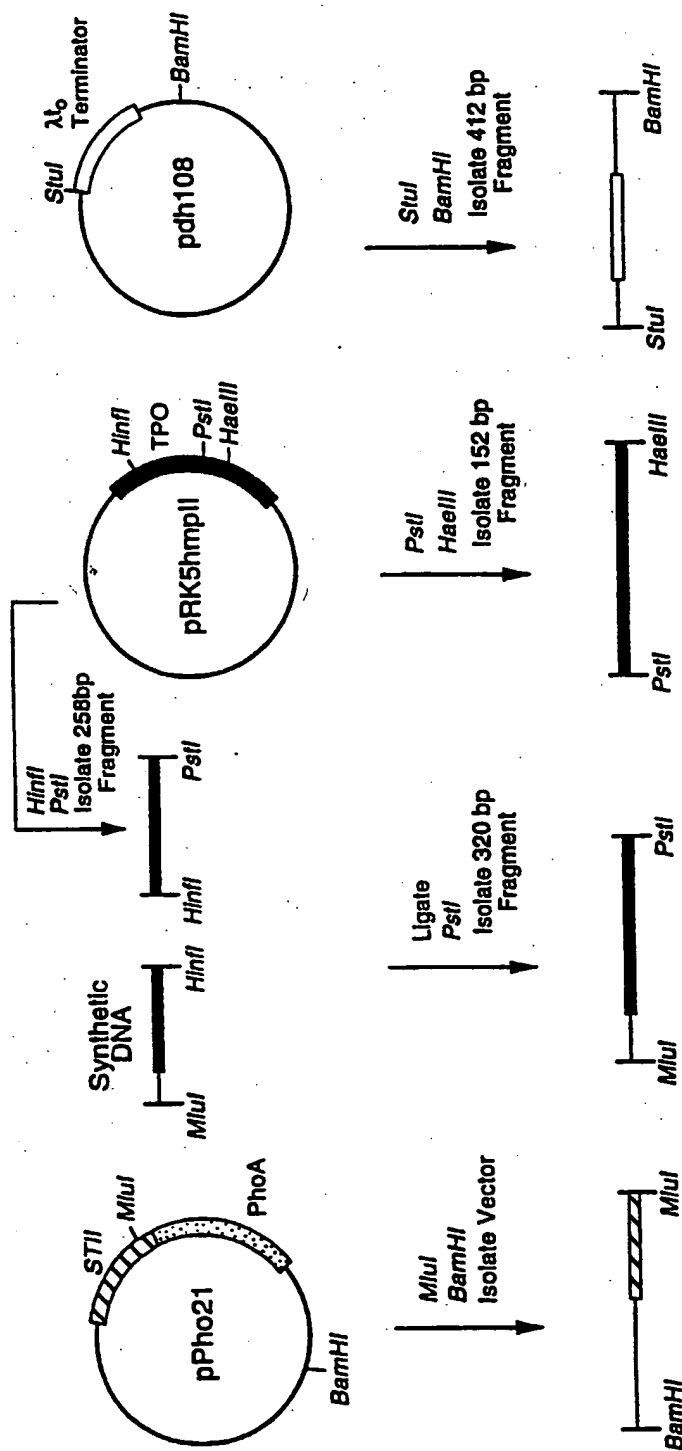 STII
MluI
PhoA
pPho21
BamHI
MluI
BamHI
Isolate Vector
BamHI
MluI
Synthetic
DNA
MluI
HinfI
HinfI
PstI
Isolate 258bp
Fragment
HinfI
PstI
Ligate
PstI
Isolate 320 bp
Fragment
MluI
PstI
HinfI
TPO
PstI
HaeIII
pRK5hmpII
PstI
HaeIII
Isolate 152 bp
Fragment
PstI
HaeIII
StuI
λt₀
Terminator
BamHI
pdh108
StuI
BamHI
Isolate 412 bp
Fragment
StuI
BamHI